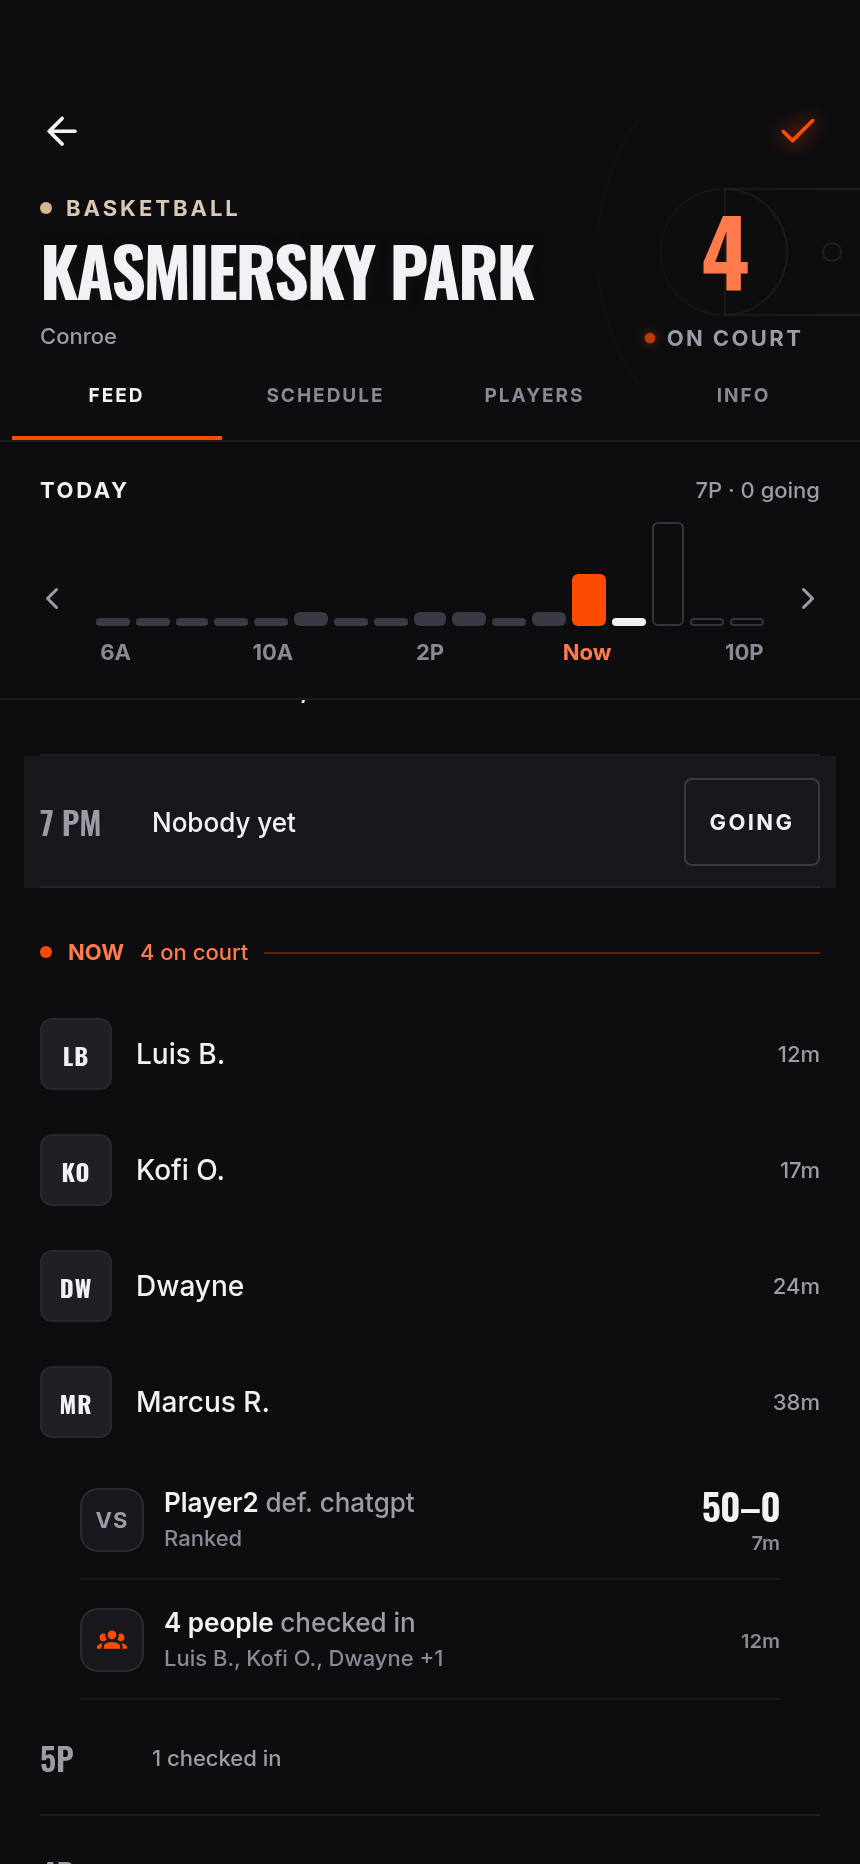 BASKETBALL
KASMIERSKY PARK
Conroe
4
ON COURT
FEED SCHEDULE PLAYERS INFO
TODAY 7P · 0 going
6A 10A 2P Now 10P
7 PM Nobody yet GOING
NOW 4 on court
LB Luis B. 12m
KO Kofi O. 17m
DW Dwayne 24m
MR Marcus R. 38m
VS Player2 def. chatgpt 50–0
Ranked 7m
4 people checked in
Luis B., Kofi O., Dwayne +1 12m
5P 1 checked in